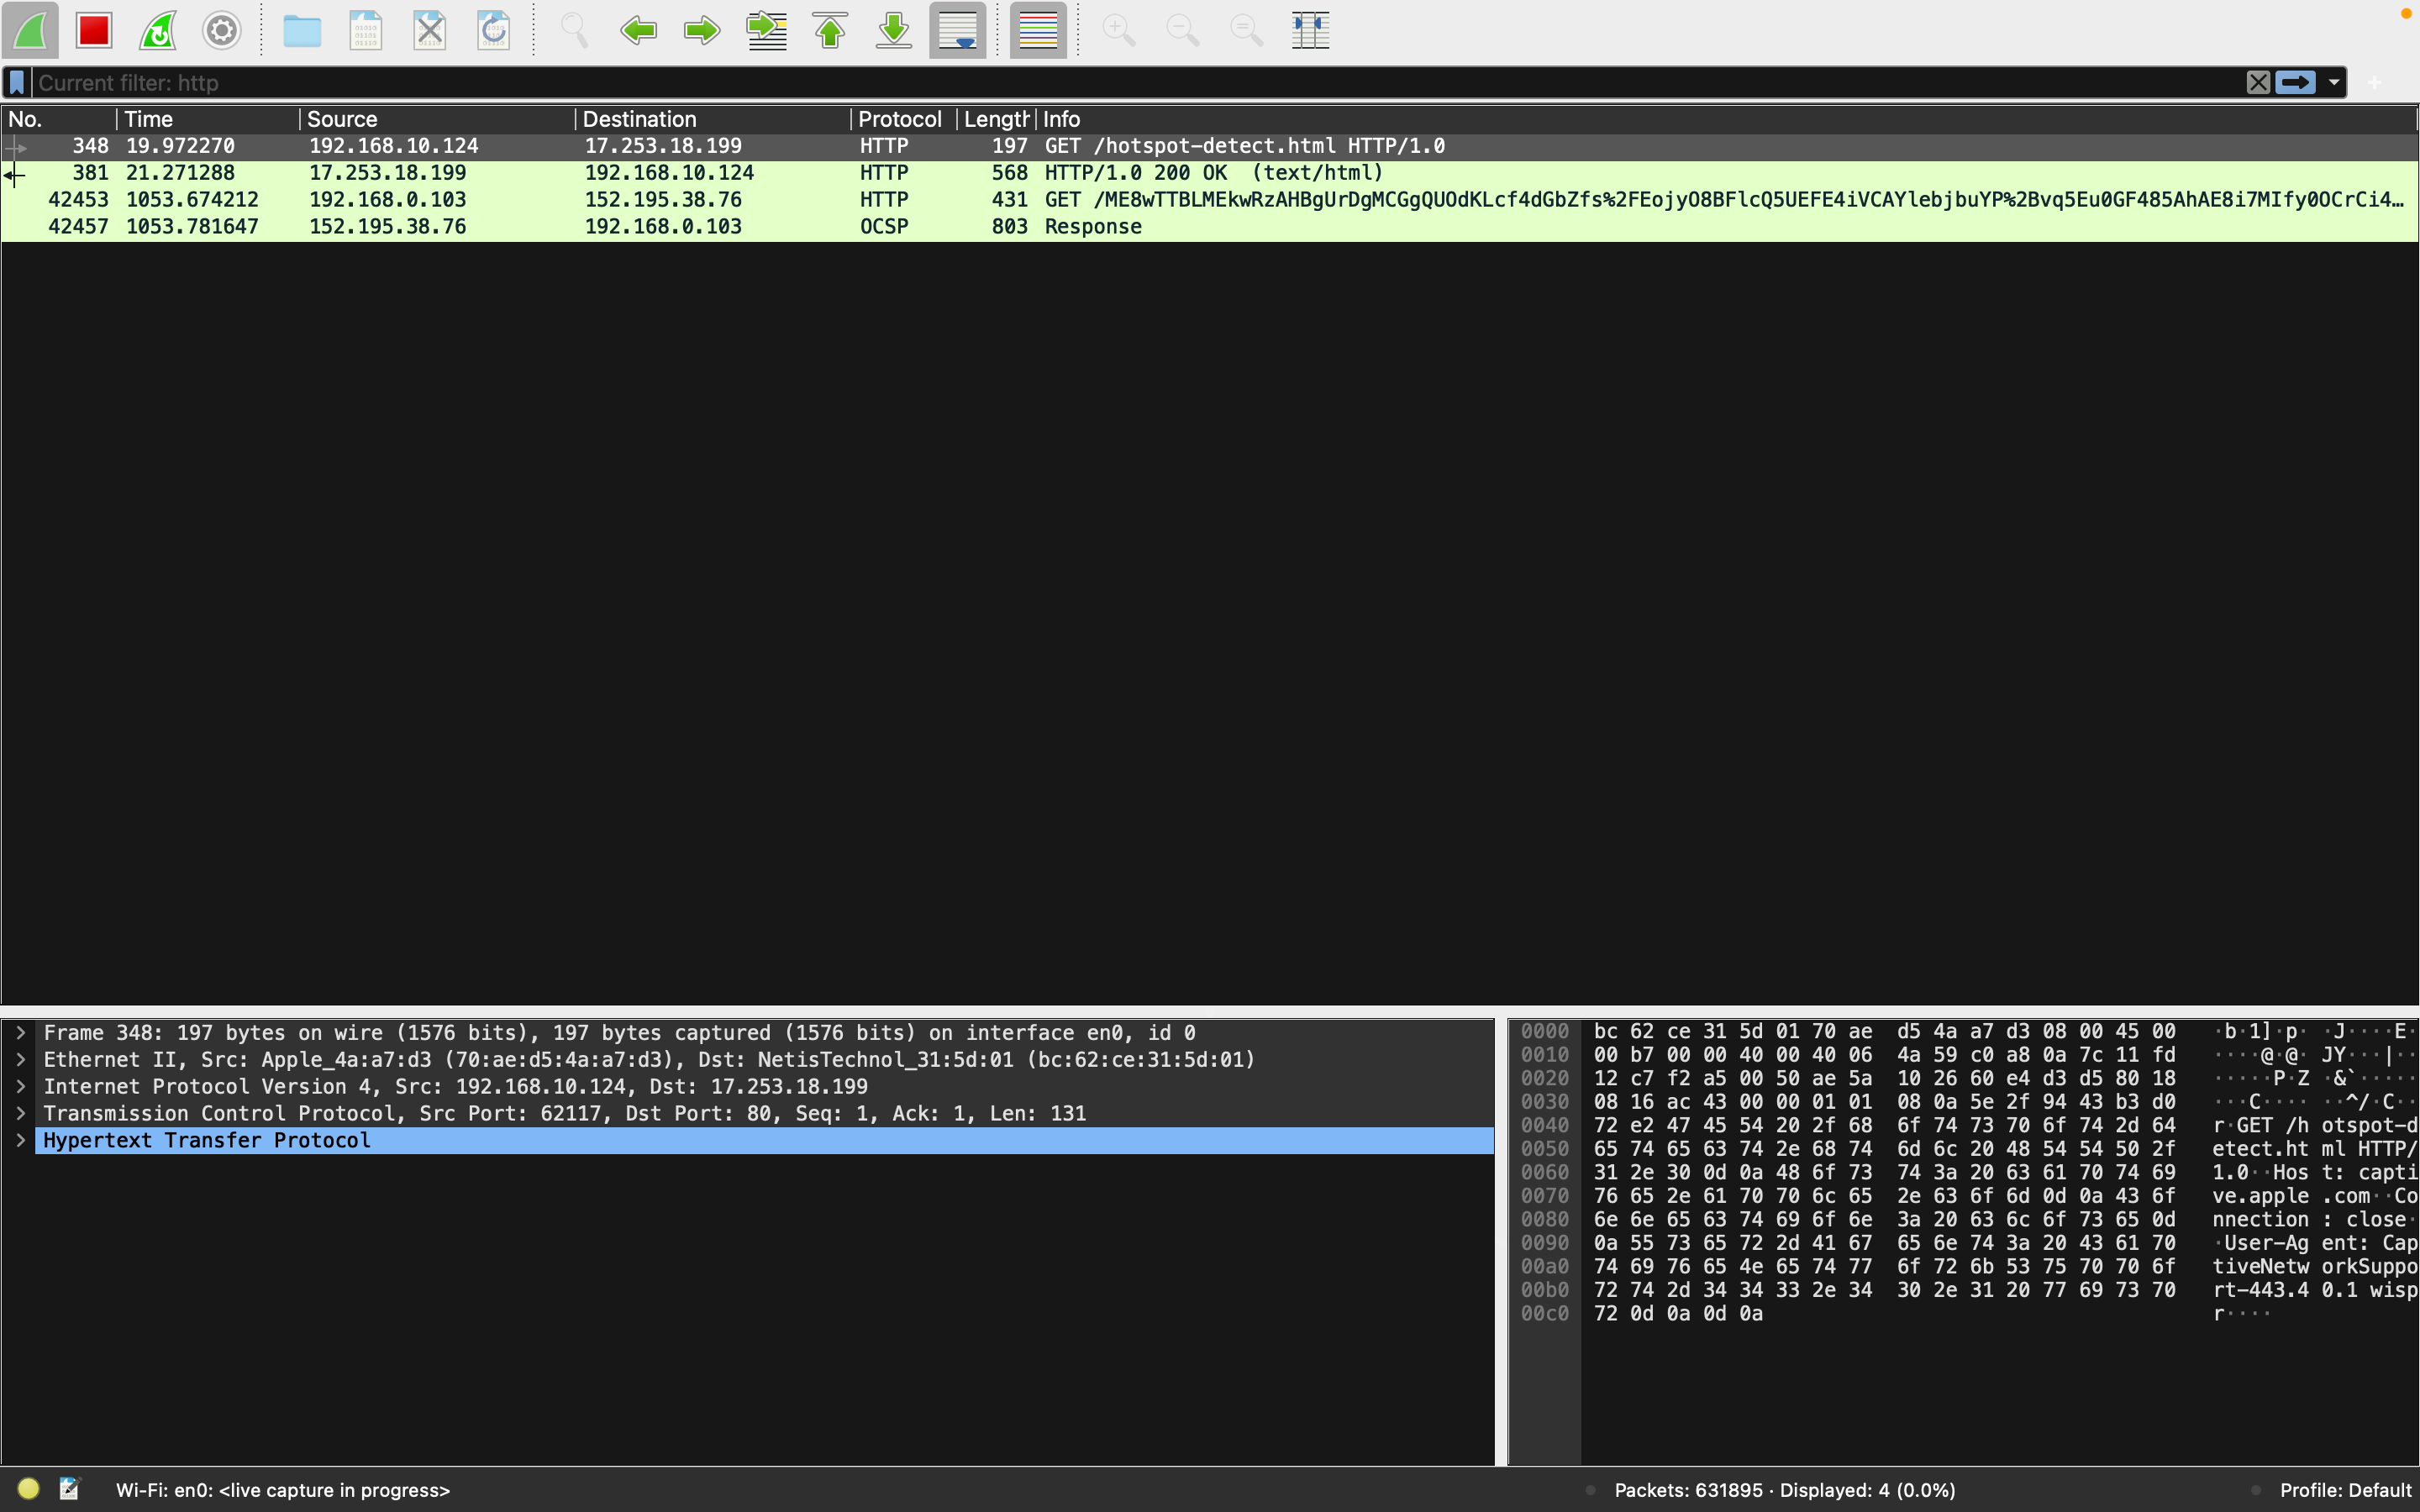 Current filter: http
No. Time Source Destination Protocol Length Info
348 19.972270 192.168.10.124 17.253.18.199 HTTP 197 GET /hotspot-detect.html HTTP/1.0
381 21.271288 17.253.18.199 192.168.10.124 HTTP 568 HTTP/1.0 200 OK (text/html)
42453 1053.674212 192.168.0.103 152.195.38.76 HTTP 431 GET /ME8wTTBLMEkwRzAHBgUrDgMCGgQUOdKLcf4dGbZfs%2FEojyO8BFlcQ5UEFE4iVCAYlebjbuYP%2Bvq5Eu0GF485AhAE8i7MIfy0OCrCi4…
42457 1053.781647 152.195.38.76 192.168.0.103 OCSP 803 Response
Frame 348: 197 bytes on wire (1576 bits), 197 bytes captured (1576 bits) on interface en0, id 0
Ethernet II, Src: Apple_4a:a7:d3 (70:ae:d5:4a:a7:d3), Dst: NetisTechnol_31:5d:01 (bc:62:ce:31:5d:01)
Internet Protocol Version 4, Src: 192.168.10.124, Dst: 17.253.18.199
Transmission Control Protocol, Src Port: 62117, Dst Port: 80, Seq: 1, Ack: 1, Len: 131
Hypertext Transfer Protocol
0000 bc 62 ce 31 5d 01 70 ae d5 4a a7 d3 08 00 45 00 ·b·1]·p· ·J····E·
0010 00 b7 00 00 40 00 40 06 4a 59 c0 a8 0a 7c 11 fd ····@·@· JY···|··
0020 12 c7 f2 a5 00 50 ae 5a 10 26 60 e4 d3 d5 80 18 ·····P·Z ·&`·····
0030 08 16 ac 43 00 00 01 01 08 0a 5e 2f 94 43 b3 d0 ···C···· ··^/·C··
0040 72 e2 47 45 54 20 2f 68 6f 74 73 70 6f 74 2d 64 r·GET /h otspot-d
0050 65 74 65 63 74 2e 68 74 6d 6c 20 48 54 54 50 2f etect.ht ml HTTP/
0060 31 2e 30 0d 0a 48 6f 73 74 3a 20 63 61 70 74 69 1.0··Hos t: capti
0070 76 65 2e 61 70 70 6c 65 2e 63 6f 6d 0d 0a 43 6f ve.apple .com··Co
0080 6e 6e 65 63 74 69 6f 6e 3a 20 63 6c 6f 73 65 0d nnection : close·
0090 0a 55 73 65 72 2d 41 67 65 6e 74 3a 20 43 61 70 ·User-Ag ent: Cap
00a0 74 69 76 65 4e 65 74 77 6f 72 6b 53 75 70 70 6f tiveNetw orkSuppo
00b0 72 74 2d 34 34 33 2e 34 30 2e 31 20 77 69 73 70 rt-443.4 0.1 wisp
00c0 72 0d 0a 0d 0a r····
Wi-Fi: en0: <live capture in progress> Packets: 631895 · Displayed: 4 (0.0%) Profile: Default